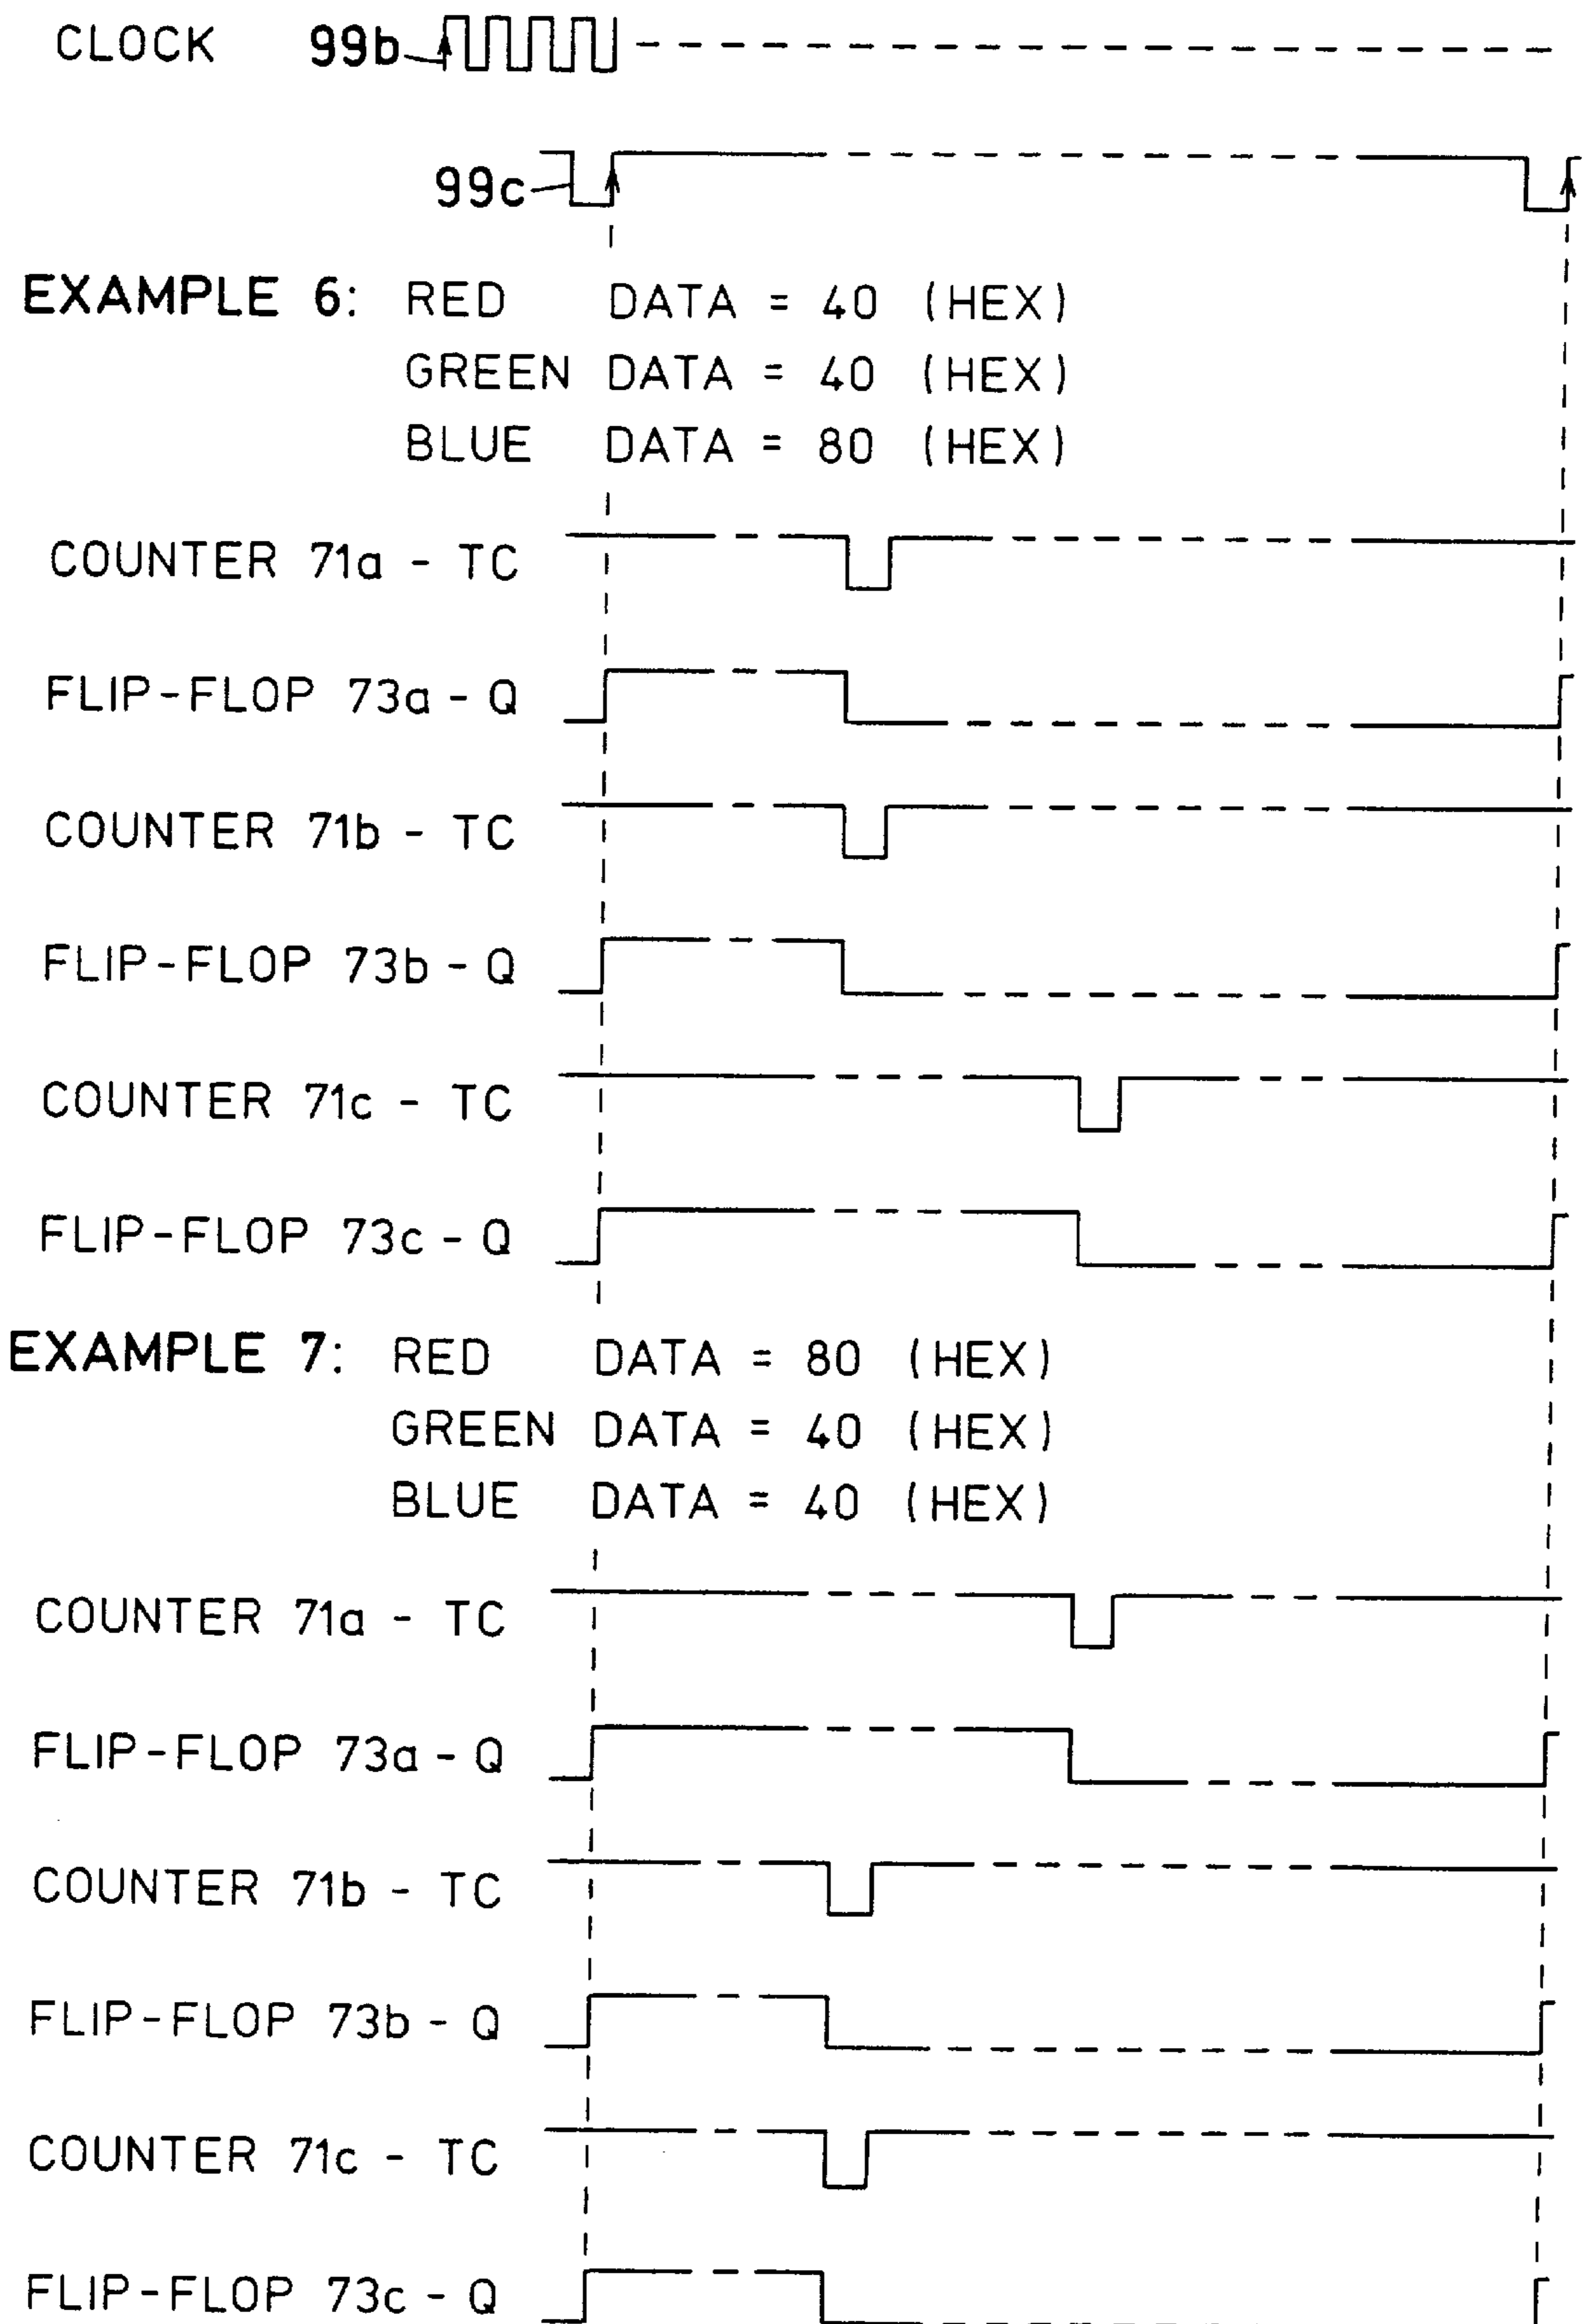 CLOCK 99b
99c
EXAMPLE 6: RED DATA = 40 (HEX)
GREEN DATA = 40 (HEX)
BLUE DATA = 80 (HEX)
COUNTER 71a - TC
FLIP-FLOP 73a - Q
COUNTER 71b - TC
FLIP-FLOP 73b - Q
COUNTER 71c - TC
FLIP-FLOP 73c - Q
EXAMPLE 7: RED DATA = 80 (HEX)
GREEN DATA = 40 (HEX)
BLUE DATA = 40 (HEX)
COUNTER 71a - TC
FLIP-FLOP 73a - Q
COUNTER 71b - TC
FLIP-FLOP 73b - Q
COUNTER 71c - TC
FLIP-FLOP 73c - Q